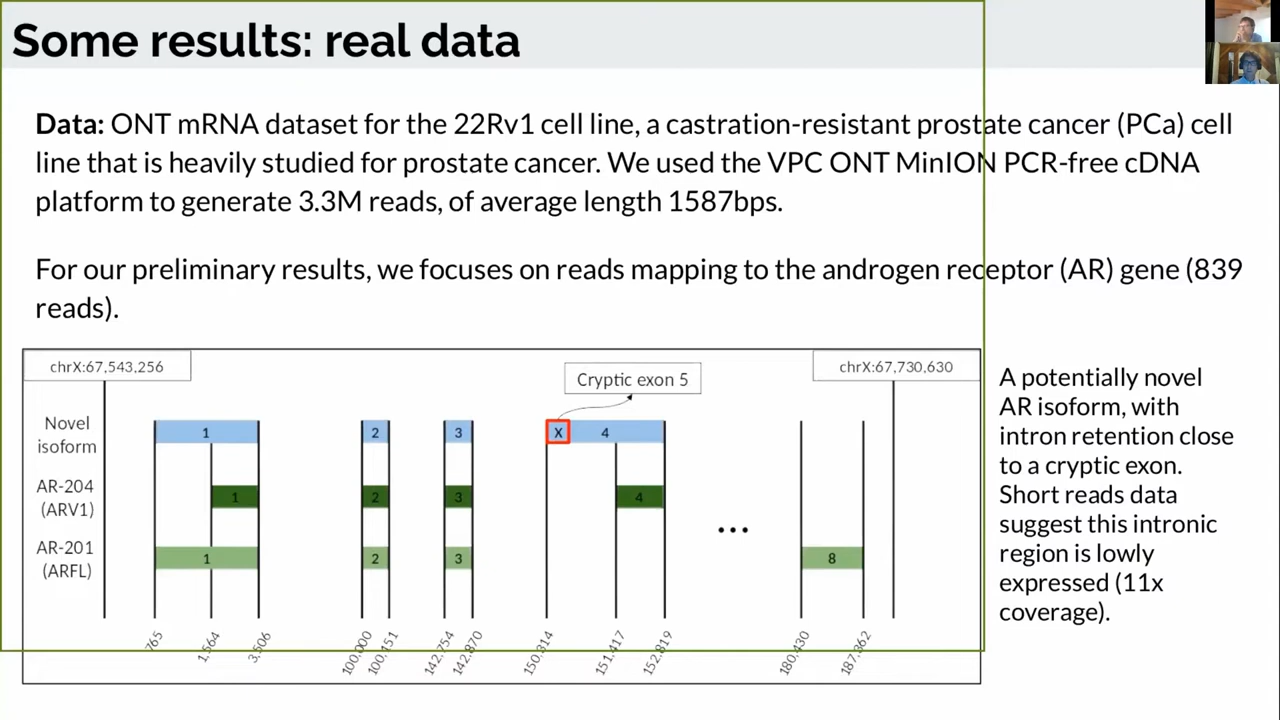 Some results: real data
Data: ONT mRNA dataset for the 22Rv1 cell line, a castration-resistant prostate cancer (PCa) cell
line that is heavily studied for prostate cancer. We used the VPC ONT MinION PCR-free cDNA
platform to generate 3.3M reads, of average length 1587bps.
For our preliminary results, we focuses on reads mapping to the androgen receptor (AR) gene (839
reads).
chrX:67,543,256
chrX:67,730,630
Cryptic exon 5
Novel
isoform
1
2
3
X
4
AR-204
(ARV1)
1
2
3
4
...
AR-201
(ARFL)
1
2
3
8
765
1,564
3,506
100,000
100,151
142,754
142,870
150,314
151,417
152,819
180,430
187,362
A potentially novel
AR isoform, with
intron retention close
to a cryptic exon.
Short reads data
suggest this intronic
region is lowly
expressed (11x
coverage).